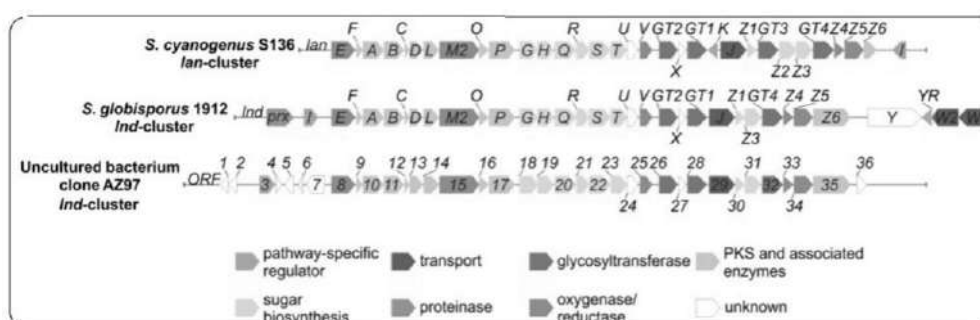 F C O R U V GT2 GT1 K Z1 GT3 GT4 Z4 Z5 Z6
S. cyanogenus S136 lan E A B D L M2 P G H Q S T J I
lan-cluster
X Z2 Z3
F C O R U V GT2 GT1 Z1 GT4 Z4 Z5 YR
S. globisporus 1912 lnd prx I E A B D L M2 P G H Q S T J Z6 Y W2 W
lnd-cluster
X Z3
Uncultured bacterium 1 2 4 5 6 9 12 13 14 16 18 19 21 23 25 26 28 31 33 36
clone AZ97 ORF 3 7 8 10 11 15 17 20 22 29 32 35
lnd-cluster
24 27 30 34
pathway-specific regulator
transport
glycosyltransferase
PKS and associated enzymes
sugar biosynthesis
proteinase
oxygenase/ reductase
unknown